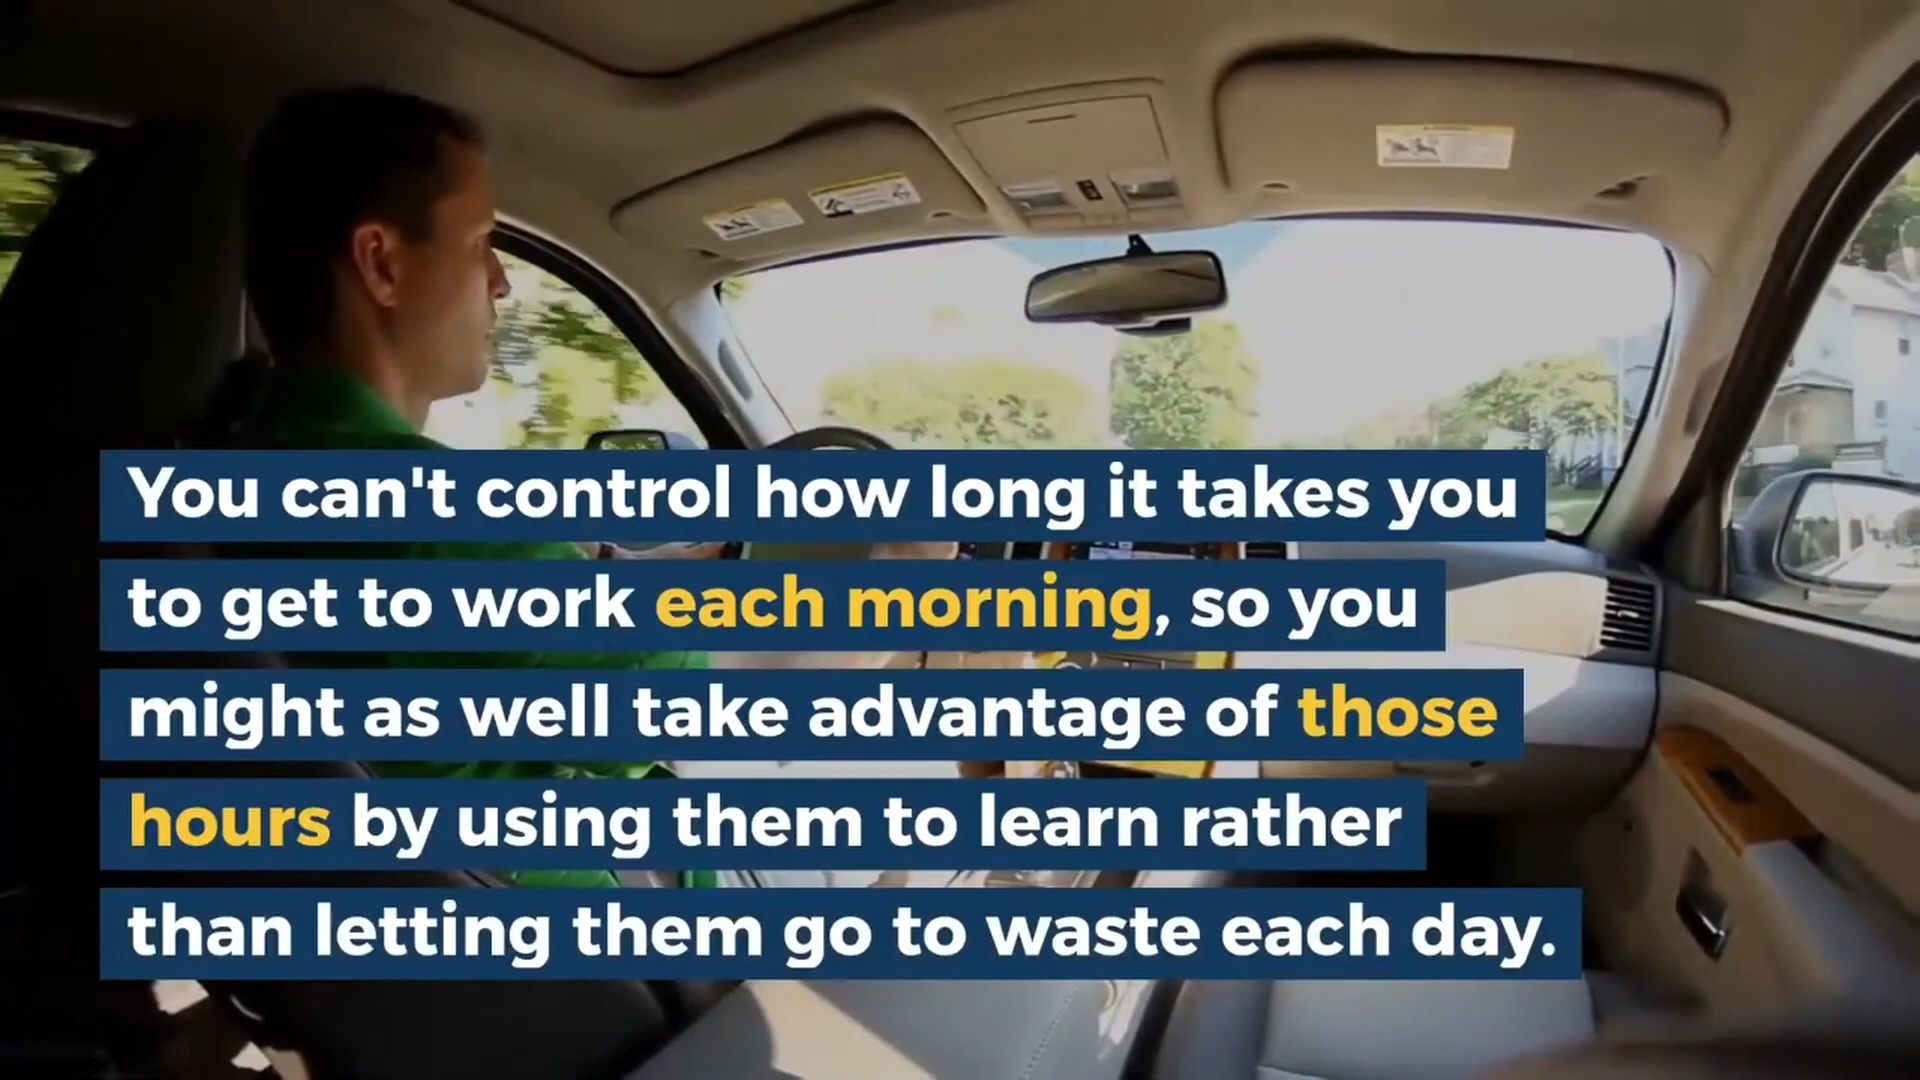 You can't control how long it takes you
to get to work each morning, so you
might as well take advantage of those
hours by using them to learn rather
than letting them go to waste each day.